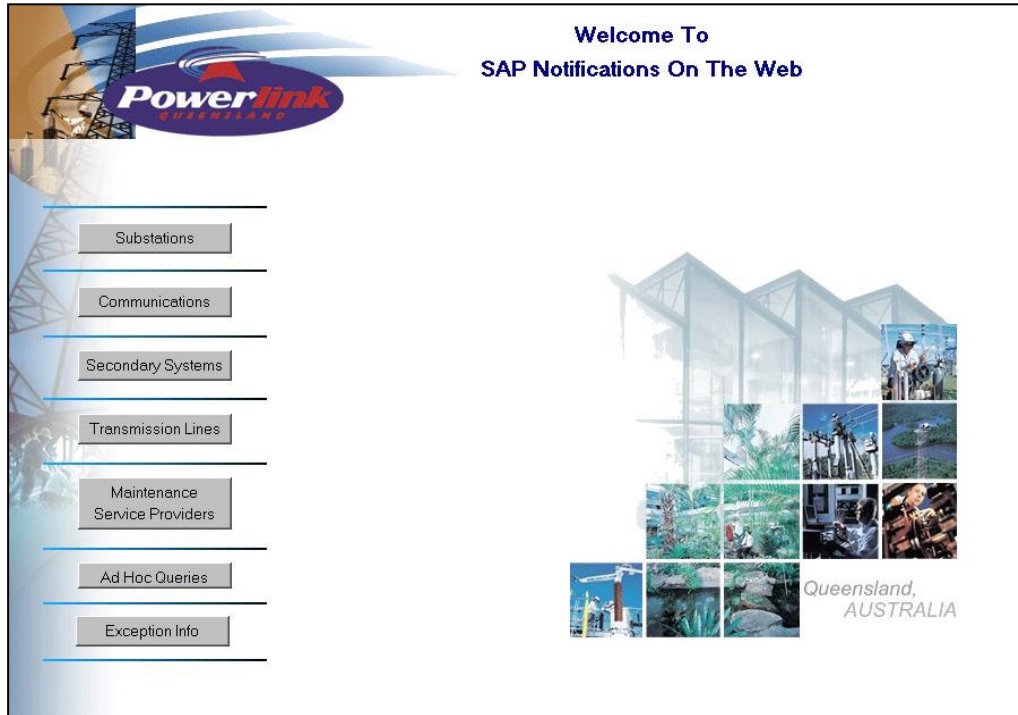 Welcome To
SAP Notifications On The Web
Powerlink
QUEENSLAND
Substations
Communications
Secondary Systems
Transmission Lines
Maintenance
Service Providers
Ad Hoc Queries
Exception Info
Queensland,
AUSTRALIA